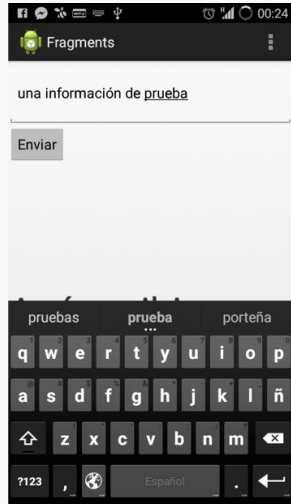 00:24
Fragments
una información de prueba
Enviar
pruebas prueba porteña
q w e r t y u i o p
a s d f g h j k l ñ
z x c v b n m
?123 , Español .